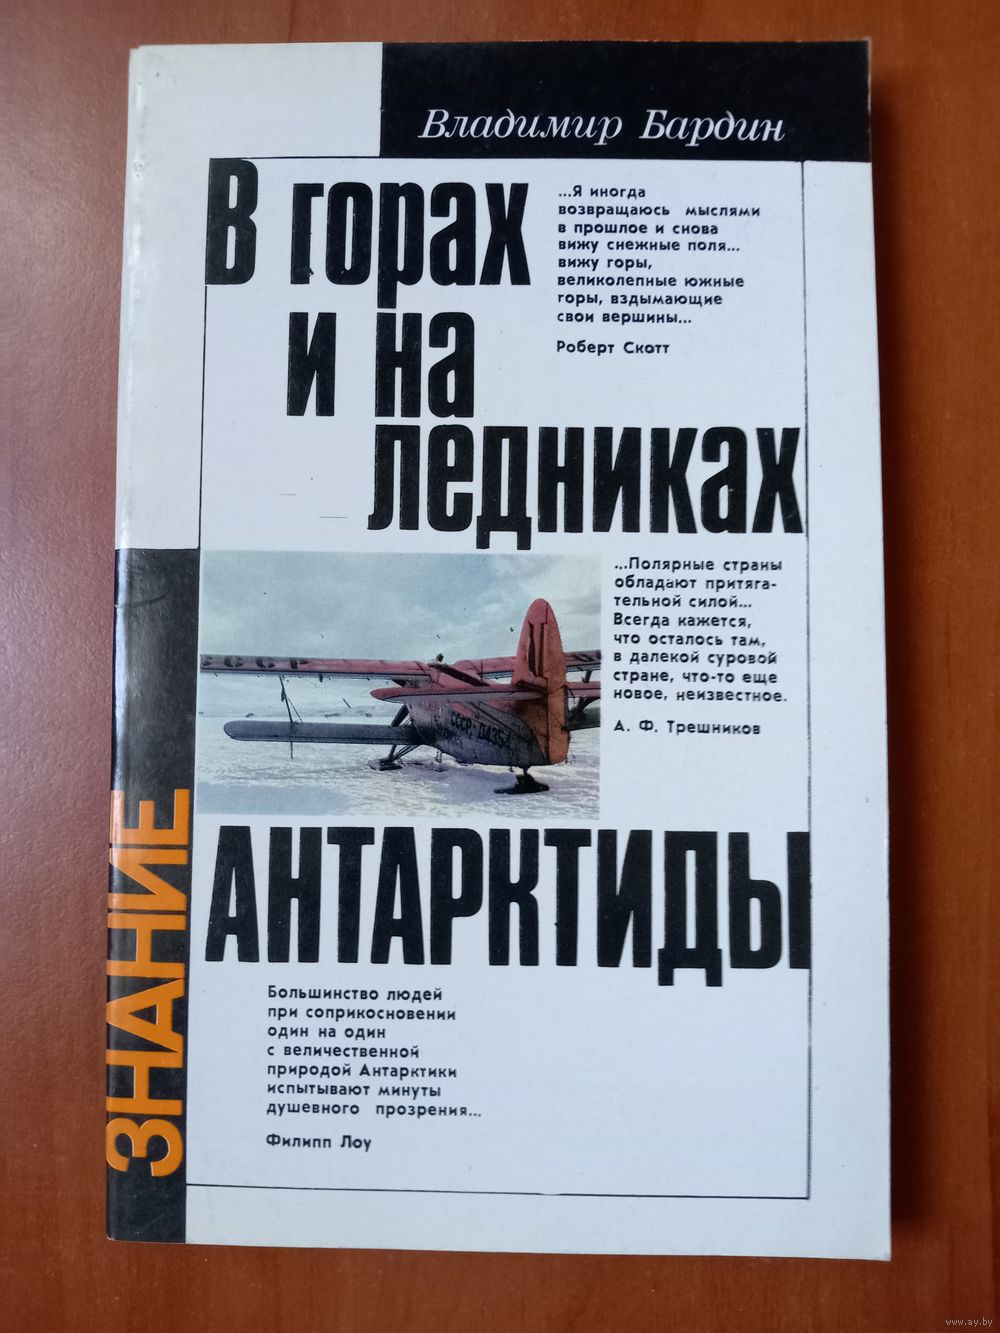 Владимир Бардин
В горах
и на
ледниках
...Я иногда
возвращаюсь мыслями
в прошлое и снова
вижу снежные поля...
вижу горы,
великолепные южные
горы, вздымающие
свои вершины...
Роберт Скотт
...Полярные страны
обладают притяга-
тельной силой...
Всегда кажется,
что осталось там,
в далекой суровой
стране, что-то еще
новое, неизвестное.
А. Ф. Трешников
СССР
СССР-04354
АНТАРКТИДЫ
Большинство людей
при соприкосновении
один на один
с величественной
природой Антарктики
испытывают минуты
душевного прозрения...
Филипп Лоу
ЗНАНИЕ
www.ay.by